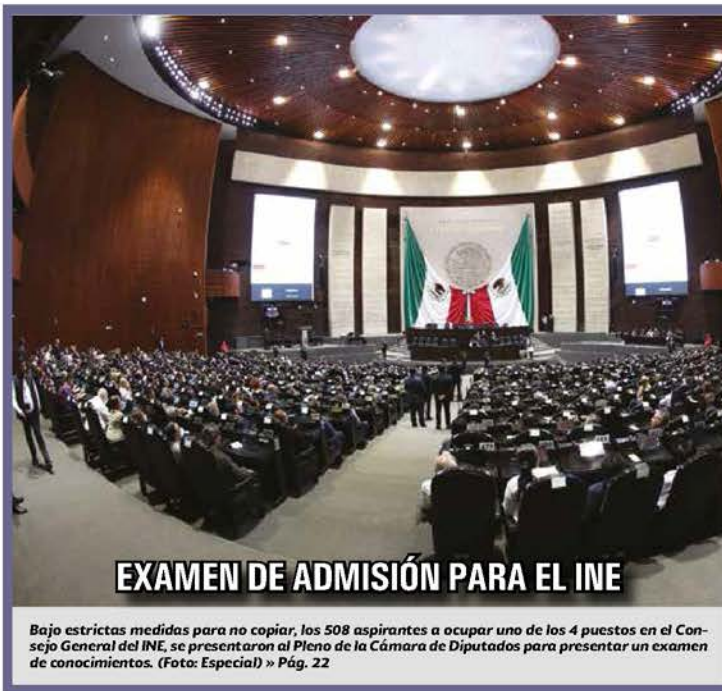 EXAMEN DE ADMISIÓN PARA EL INE
Bajo estrictas medidas para no copiar, los 508 aspirantes a ocupar uno de los 4 puestos en el Con-
sejo General del INE, se presentaron al Pleno de la Cámara de Diputados para presentar un examen
de conocimientos. (Foto: Especial) » Pág. 22